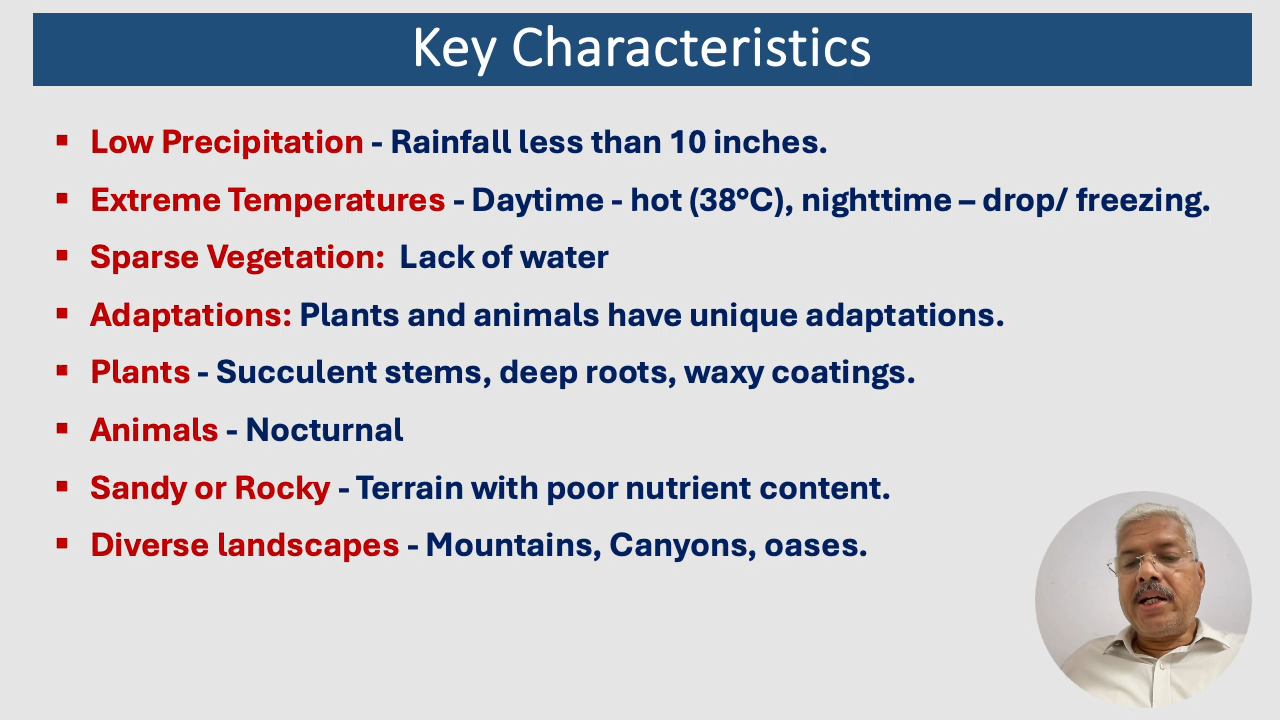 Key Characteristics
▪ Low Precipitation - Rainfall less than 10 inches.
▪ Extreme Temperatures - Daytime - hot (38°C), nighttime – drop/ freezing.
▪ Sparse Vegetation: Lack of water
▪ Adaptations: Plants and animals have unique adaptations.
▪ Plants - Succulent stems, deep roots, waxy coatings.
▪ Animals - Nocturnal
▪ Sandy or Rocky - Terrain with poor nutrient content.
▪ Diverse landscapes - Mountains, Canyons, oases.